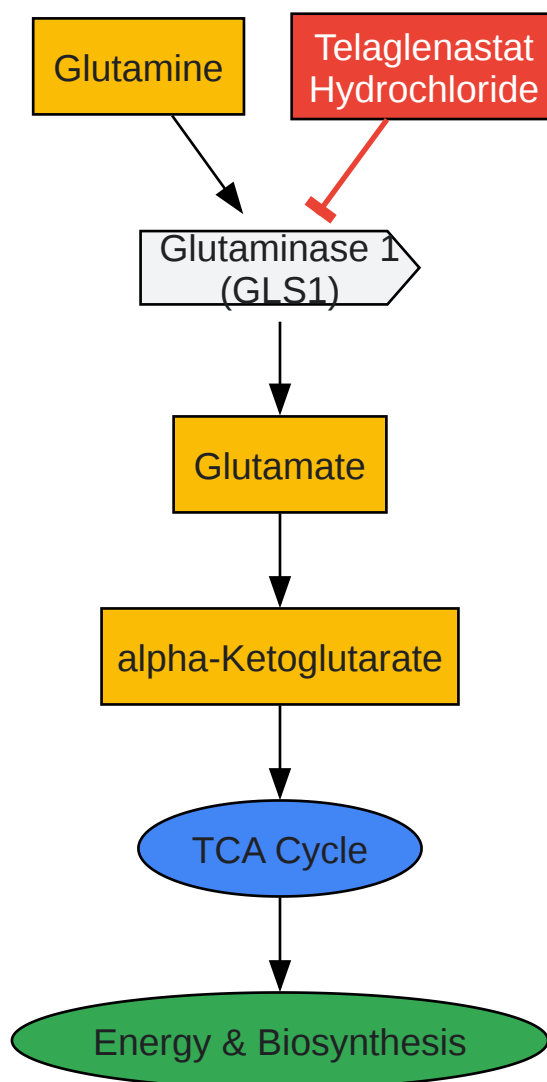 Glutamine
Telaglenastat
Hydrochloride
Glutaminase 1
(GLS1)
Glutamate
alpha-Ketoglutarate
TCA Cycle
Energy & Biosynthesis